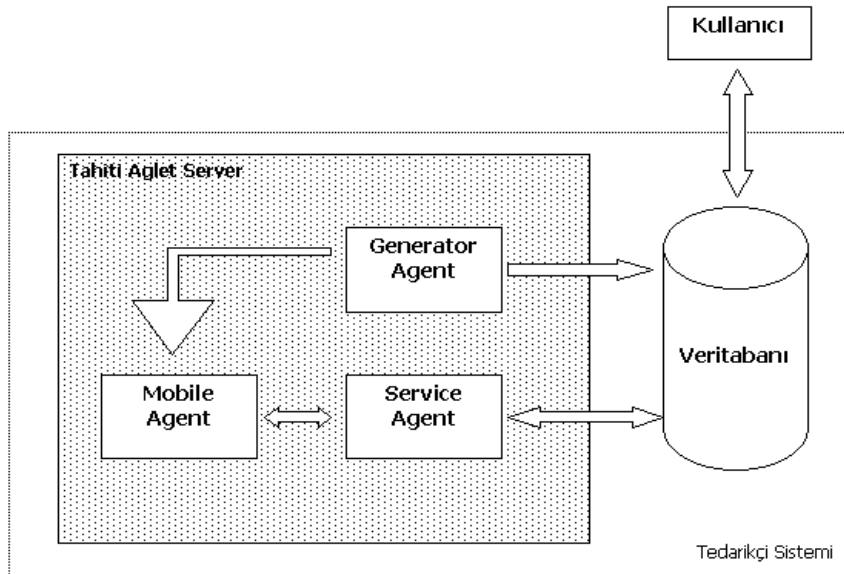 Kullanıcı
Tahiti Aglet Server
Generator
Agent
Veritabanı
Mobile
Agent
Service
Agent
Tedarikçi Sistemi